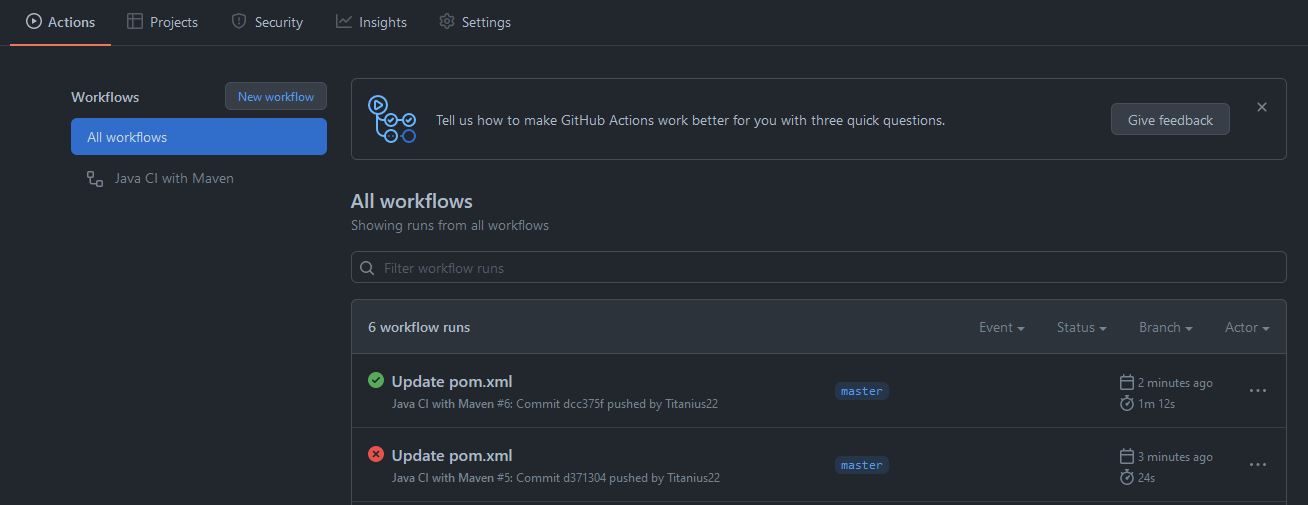 Actions Projects Security Insights Settings
Workflows
New workflow
All workflows
Java CI with Maven
Tell us how to make GitHub Actions work better for you with three quick questions.
Give feedback
All workflows
Showing runs from all workflows
Filter workflow runs
6 workflow runs
Event Status Branch Actor
Update pom.xml
Java CI with Maven #6: Commit dcc375f pushed by Titanius22
master
2 minutes ago
1m 12s
Update pom.xml
Java CI with Maven #5: Commit d371304 pushed by Titanius22
master
3 minutes ago
24s